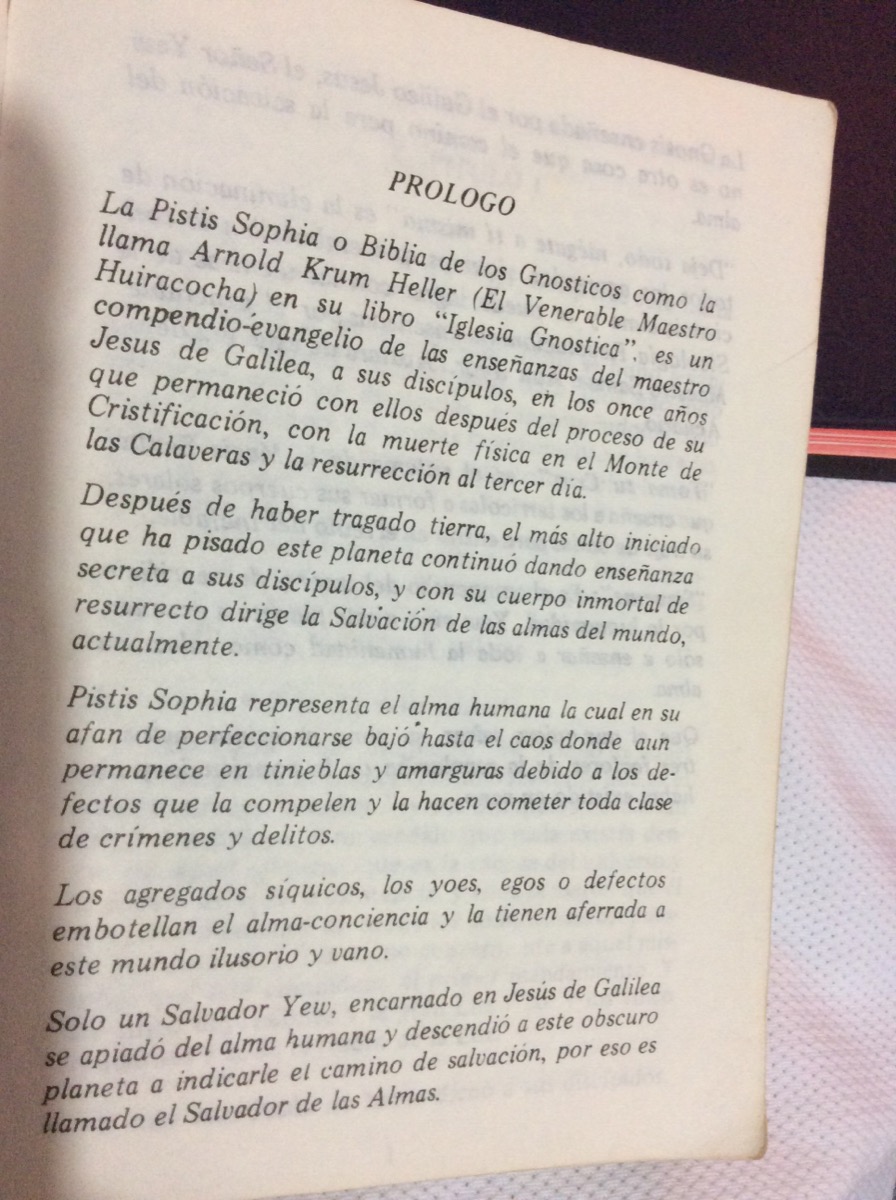 PROLOGO
La Pistis Sophia o Biblia de los Gnosticos como la
llama Arnold Krum Heller (El Venerable Maestro
Huiracocha) en su libro "Iglesia Gnostica". es un
compendio-evangelio de las enseñanzas del maestro
Jesus de Galilea, a sus discípulos, en los once años
que permaneció con ellos después del proceso de su
Cristificación, con la muerte física en el Monte de
las Calaveras y la resurrección al tercer día.
Después de haber tragado tierra, el más alto iniciado
que ha pisado este planeta continuó dando enseñanza
secreta a sus discípulos, y con su cuerpo inmortal de
resurrecto dirige la Salvación de las almas del mundo,
actualmente.
Pistis Sophia representa el alma humana la cual en su
afan de perfeccionarse bajó hasta el caos donde aun
permanece en tinieblas y amarguras debido a los de-
fectos que la compelen y la hacen cometer toda clase
de crímenes y delitos.
Los agregados síquicos, los yoes, egos o defectos
embotellan el alma-conciencia y la tienen aferrada a
este mundo ilusorio y vano.
Solo un Salvador Yew, encarnado en Jesús de Galilea
se apiadó del alma humana y descendió a este obscuro
planeta a indicarle el camino de salvación, por eso es
llamado el Salvador de las Almas.